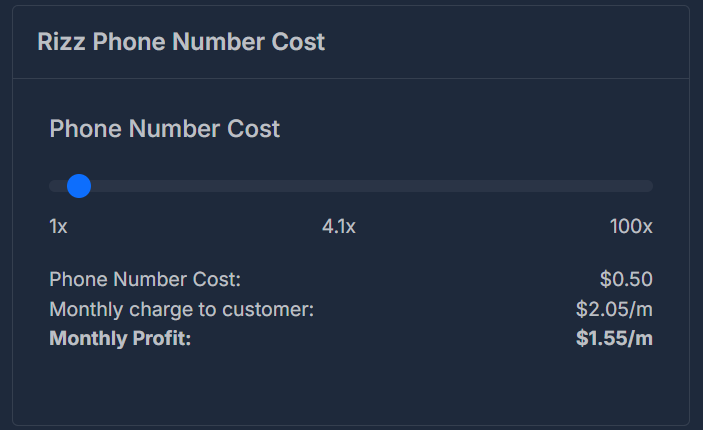 Rizz Phone Number Cost
Phone Number Cost
1x 4.1x 100x
Phone Number Cost: $0.50
Monthly charge to customer: $2.05/m
Monthly Profit: $1.55/m